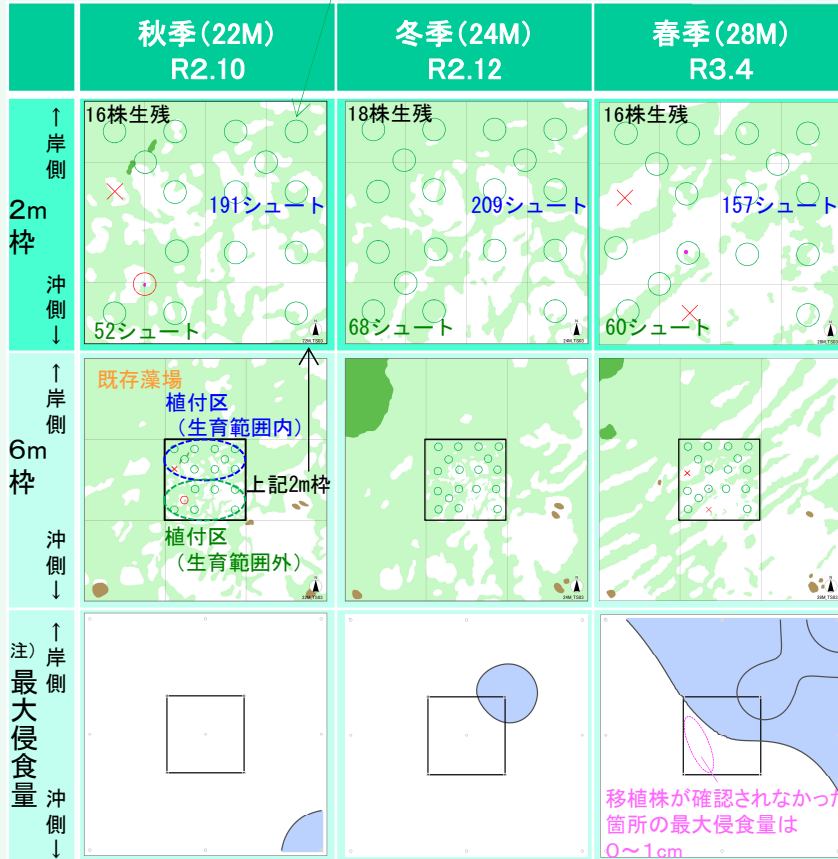 秋季(22M)
R2.10
冬季(24M)
R2.12
春季(28M)
R3.4
↑
岸
側
2m
枠
沖
側
↓
16株生残
191シュート
52シュート
18株生残
209シュート
68シュート
16株生残
157シュート
60シュート
↑
岸
側
6m
枠
沖
側
↓
既存藻場
植付区
(生育範囲内)
上記2m枠
植付区
(生育範囲外)
↑
岸
側
注)
最大侵食量
沖
側
↓
移植株が確認されなかった
箇所の最大侵食量は
0~1cm